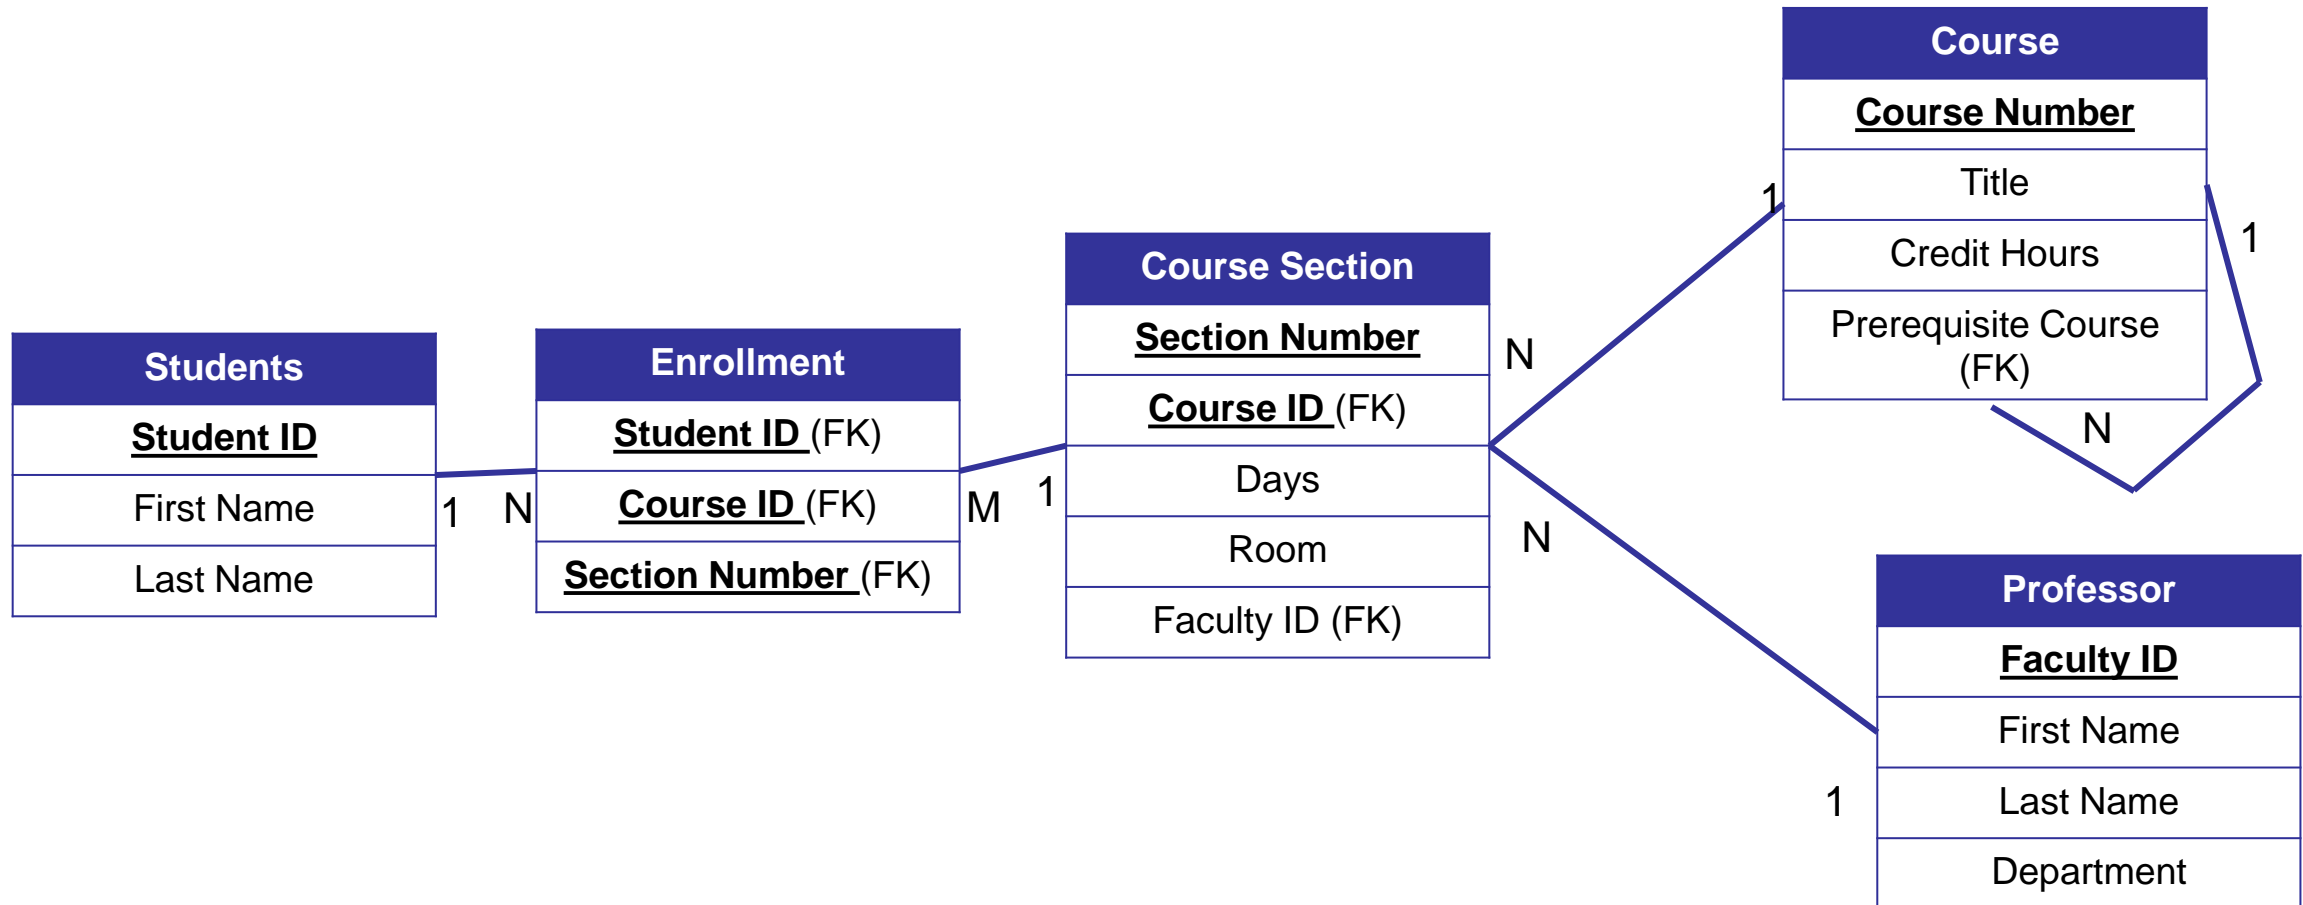 Students
Student ID
First Name
Last Name
1
N
Enrollment
Student ID (FK)
Course ID (FK)
Section Number (FK)
M
1
Course Section
Section Number
Course ID (FK)
Days
Room
Faculty ID (FK)
N
1
N
1
Course
Course Number
Title
Credit Hours
Prerequisite Course
(FK)
1
N
Professor
Faculty ID
First Name
Last Name
Department